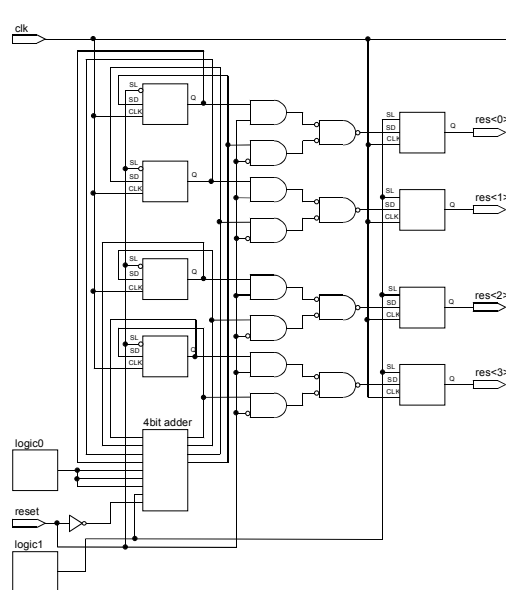 clk
SL
SD
CLK
Q
SL
SD
CLK
Q
res<0>
SL
SD
CLK
Q
SL
SD
CLK
Q
res<1>
SL
SD
CLK
Q
SL
SD
CLK
Q
res<2>
SL
SD
CLK
Q
SL
SD
CLK
Q
res<3>
4bit adder
logic0
reset
logic1